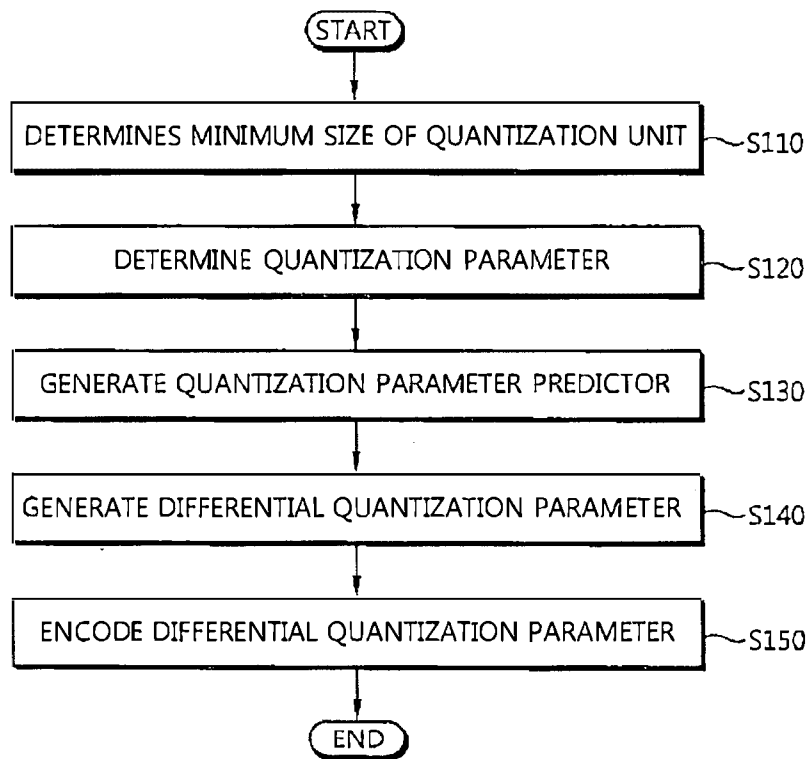 START
DETERMINES MINIMUM SIZE OF QUANTIZATION UNIT
S110
DETERMINE QUANTIZATION PARAMETER
S120
GENERATE QUANTIZATION PARAMETER PREDICTOR
S130
GENERATE DIFFERENTIAL QUANTIZATION PARAMETER
S140
ENCODE DIFFERENTIAL QUANTIZATION PARAMETER
S150
END